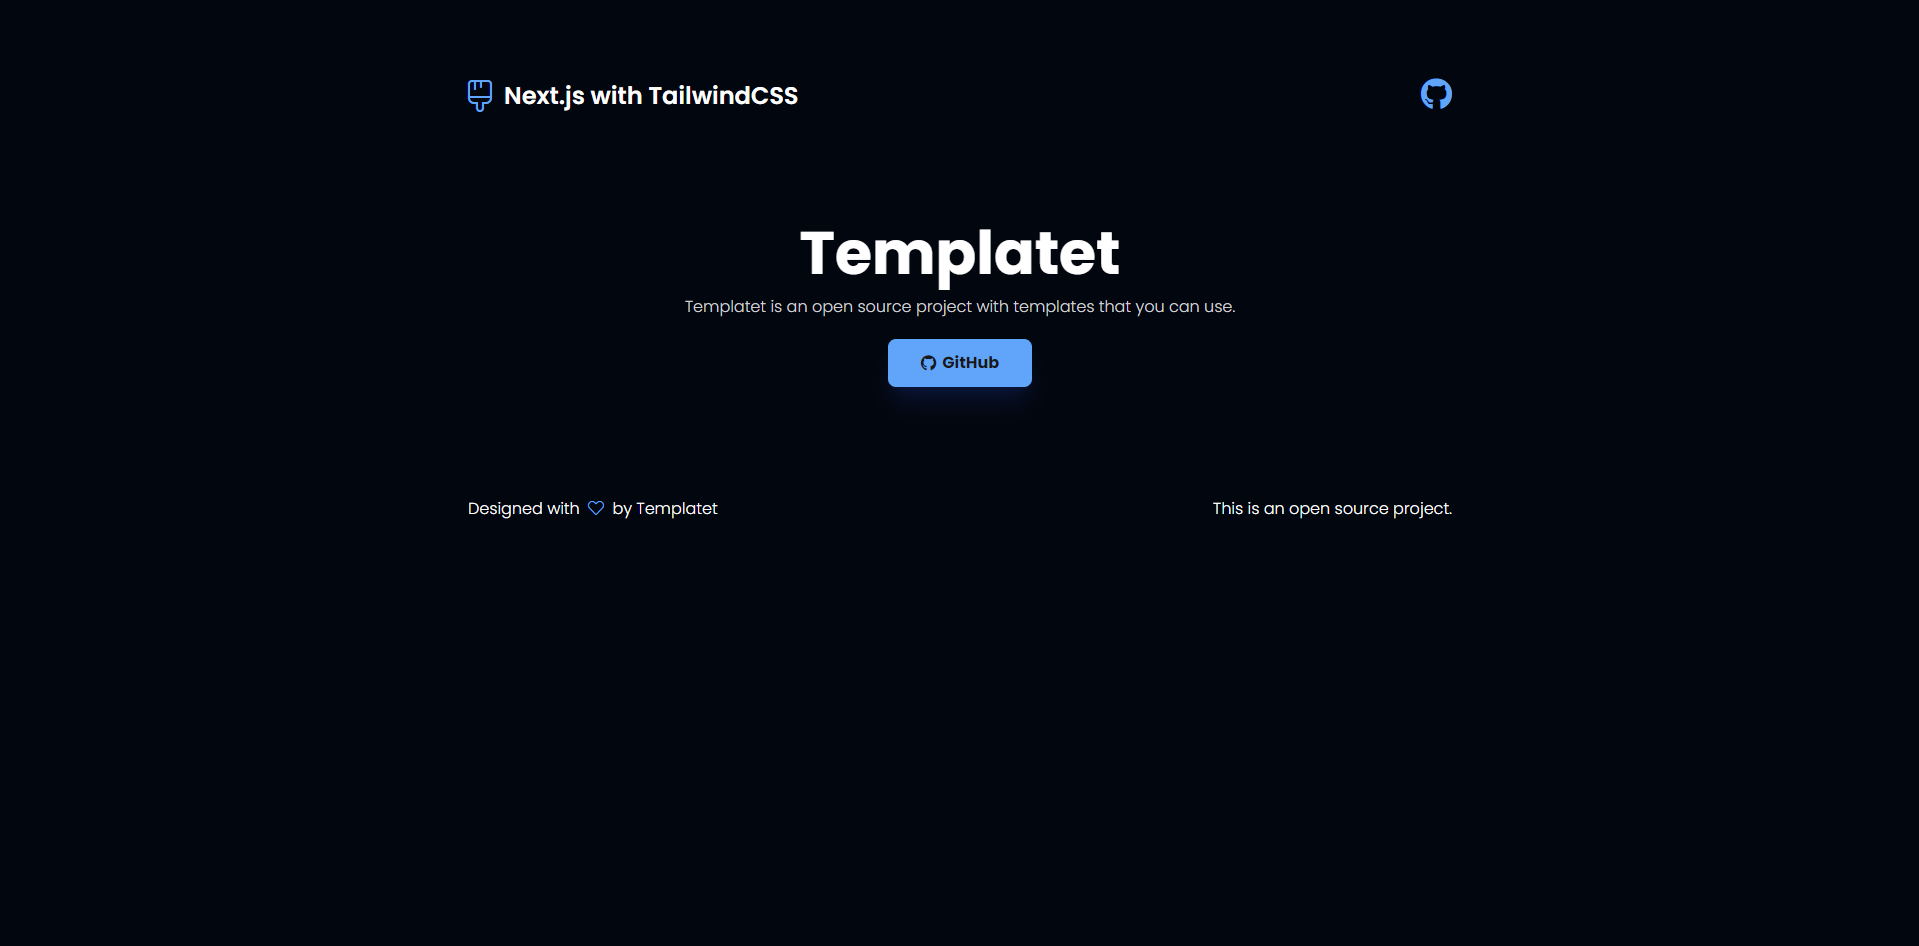 Next.js with TailwindCSS
Templatet
Templatet is an open source project with templates that you can use.
GitHub
Designed with by Templatet
This is an open source project.